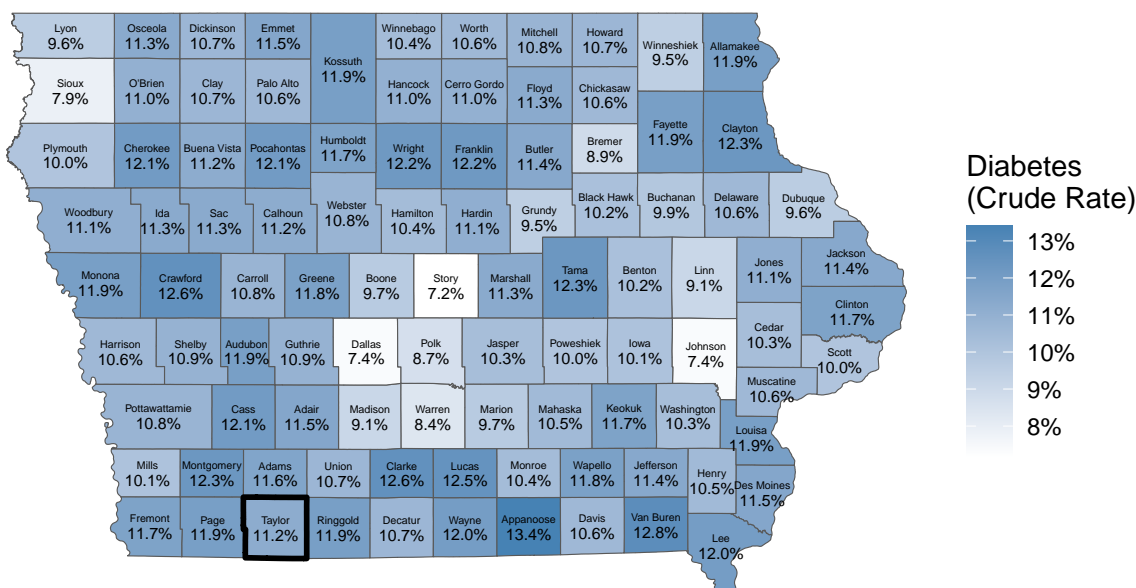 Lyon
9.6%
Osceola
11.3%
Dickinson
10.7%
Emmet
11.5%
Kossuth
11.9%
Winnebago
10.4%
Worth
10.6%
Mitchell
10.8%
Howard
10.7%
Winneshiek
9.5%
Allamakee
11.9%
Sioux
7.9%
O'Brien
11.0%
Clay
10.7%
Palo Alto
10.6%
Hancock
11.0%
Cerro Gordo
11.0%
Floyd
11.3%
Chickasaw
10.6%
Plymouth
10.0%
Cherokee
12.1%
Buena Vista
11.2%
Pocahontas
12.1%
Humboldt
11.7%
Wright
12.2%
Franklin
12.2%
Butler
11.4%
Bremer
8.9%
Fayette
11.9%
Clayton
12.3%
Woodbury
11.1%
Ida
11.3%
Sac
11.3%
Calhoun
11.2%
Webster
10.8%
Hamilton
10.4%
Hardin
11.1%
Grundy
9.5%
Black Hawk
10.2%
Buchanan
9.9%
Delaware
10.6%
Dubuque
9.6%
Monona
11.9%
Crawford
12.6%
Carroll
10.8%
Greene
11.8%
Boone
9.7%
Story
7.2%
Marshall
11.3%
Tama
12.3%
Benton
10.2%
Linn
9.1%
Jones
11.1%
Jackson
11.4%
Clinton
11.7%
Harrison
10.6%
Shelby
10.9%
Audubon
11.9%
Guthrie
10.9%
Dallas
7.4%
Polk
8.7%
Jasper
10.3%
Poweshiek
10.0%
Iowa
10.1%
Johnson
7.4%
Cedar
10.3%
Scott
10.0%
Muscatine
10.6%
Pottawattamie
10.8%
Cass
12.1%
Adair
11.5%
Madison
9.1%
Warren
8.4%
Marion
9.7%
Mahaska
10.5%
Keokuk
11.7%
Washington
10.3%
Louisa
11.9%
Mills
10.1%
Montgomery
12.3%
Adams
11.6%
Union
10.7%
Clarke
12.6%
Lucas
12.5%
Monroe
10.4%
Wapello
11.8%
Jefferson
11.4%
Henry
10.5%
Des Moines
11.5%
Fremont
11.7%
Page
11.9%
Taylor
11.2%
Ringgold
11.9%
Decatur
10.7%
Wayne
12.0%
Appanoose
13.4%
Davis
10.6%
Van Buren
12.8%
Lee
12.0%
Diabetes
(Crude Rate)
13%
12%
11%
10%
9%
8%